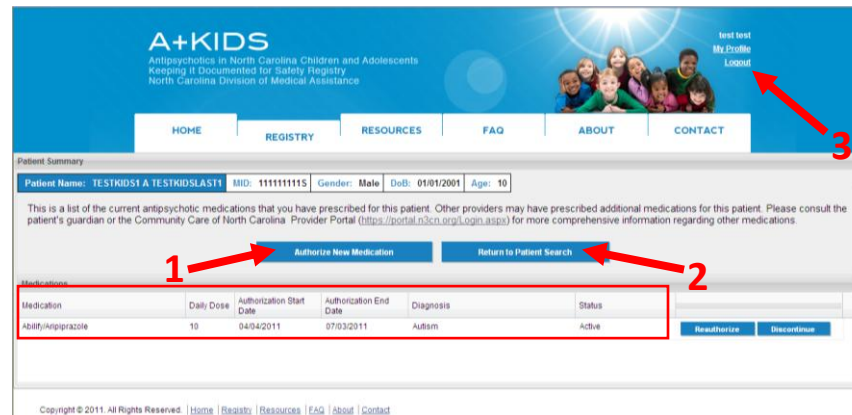 A+KIDS
Antipsychotics in North Carolina Children and Adolescents
Keeping it Documented for Safety Registry
North Carolina Division of Medical Assistance
test test
My Profile
Logout
3
HOME REGISTRY RESOURCES FAQ ABOUT CONTACT
Patient Summary
Patient Name: TESTKIDS1 A TESTKIDSLAST1 MID: 111111111S Gender: Male DoB: 01/01/2001 Age: 10
This is a list of the current antipsychotic medications that you have prescribed for this patient. Other providers may have prescribed additional medications for this patient. Please consult the
patient's guardian or the Community Care of North Carolina Provider Portal (https://portal.n3cn.org/Login.aspx) for more comprehensive information regarding other medications.
1 Authorize New Medication Return to Patient Search 2
Medications
Medication Daily Dose Authorization Start Date Authorization End Date Diagnosis Status
Abilify/Aripiprazole 10 04/04/2011 07/03/2011 Autism Active Reauthorize Discontinue
Copyright © 2011. All Rights Reserved. | Home | Registry | Resources | FAQ | About | Contact